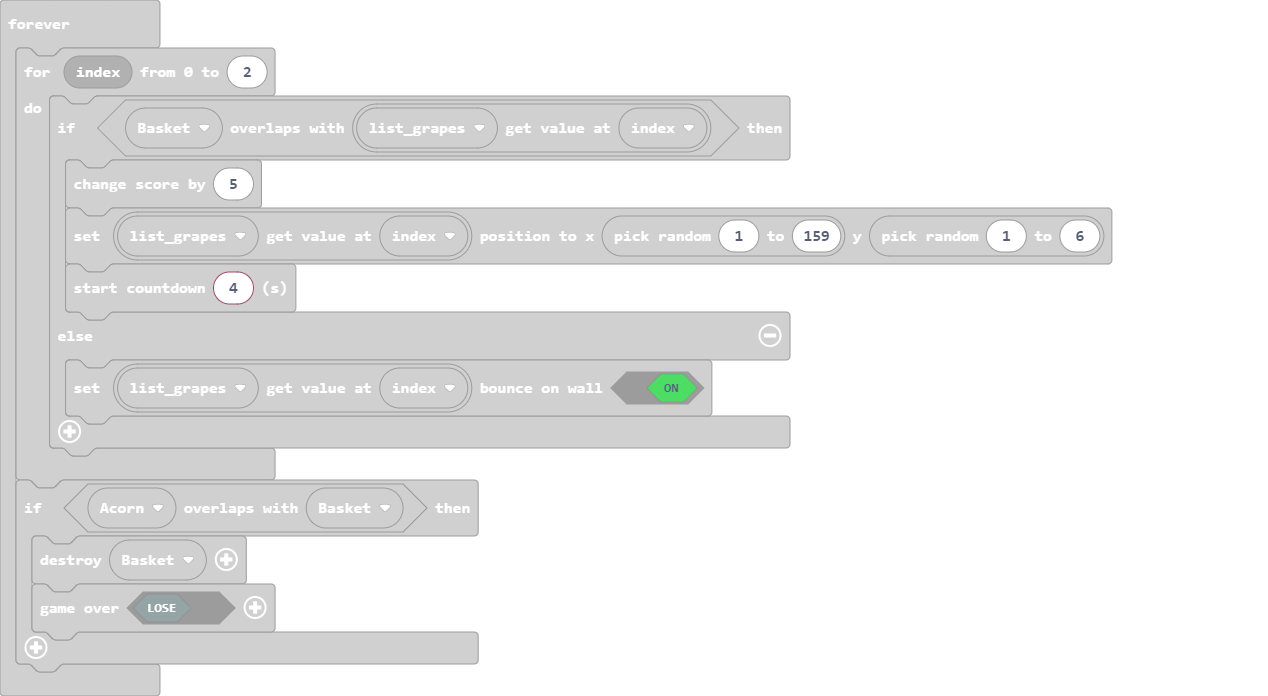 forever
for index from 0 to 2
do
if Basket overlaps with list_grapes get value at index then
change score by 5
set list_grapes get value at index position to x pick random 1 to 159 y pick random 1 to 6
start countdown 4 (s)
else
set list_grapes get value at index bounce on wall ON
if Acorn overlaps with Basket then
destroy Basket
game over LOSE